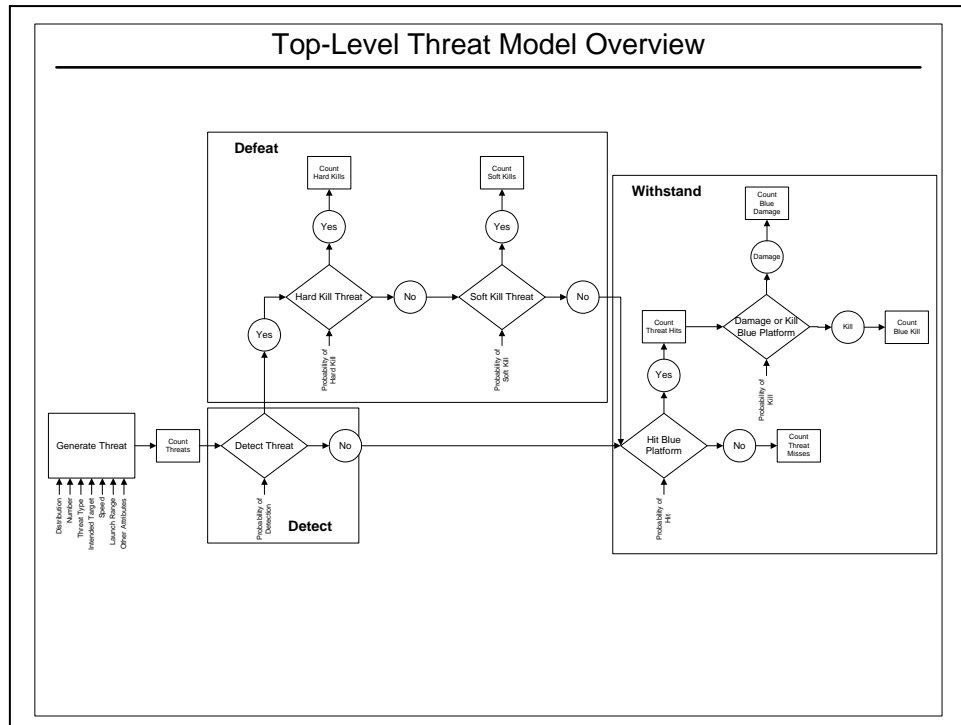 Top-Level Threat Model Overview
Defeat
Count
Hard Kills
Count
Soft Kills
Yes
Yes
Hard Kill Threat
No
Soft Kill Threat
No
Yes
Probability of
Hard Kill
Probability of
Soft Kill
Withstand
Count
Blue
Damage
Damage
Count
Threat Hits
Damage or Kill
Blue Platform
Kill
Count
Blue Kill
Yes
Probability of
Kill
Generate Threat
Count
Threats
Detect Threat
No
Hit Blue
Platform
No
Count
Threat
Misses
Distribution
Number
Threat Type
Intended Target
Speed
Launch Range
Other Attributes
Probability of
Detection
Detect
Probability of
Hit